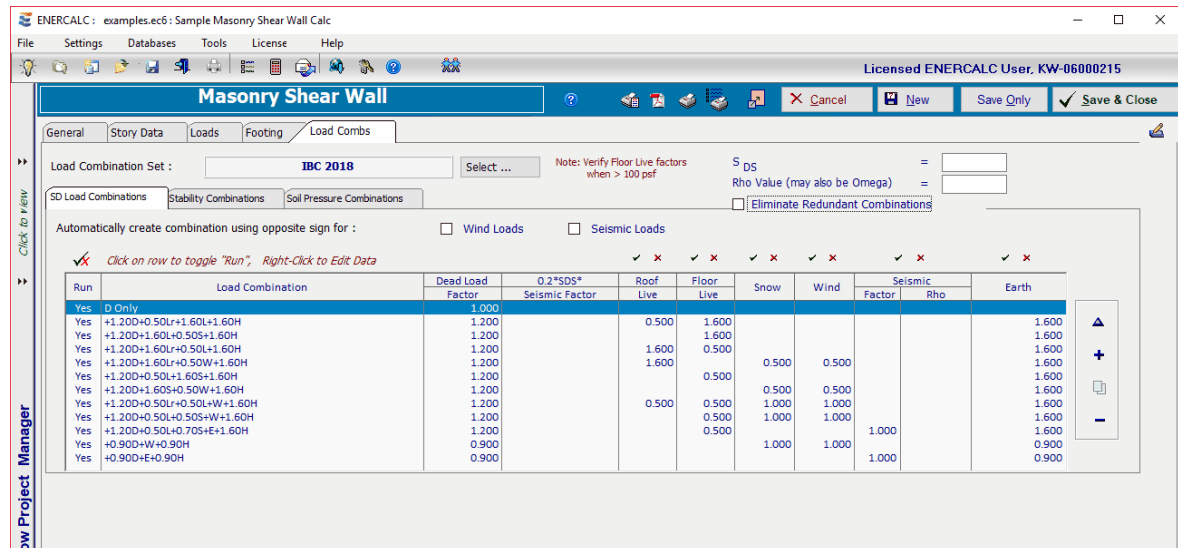 ENERCALC : examples.ec6 : Sample Masonry Shear Wall Calc
File Settings Databases Tools License Help
Licensed ENERCALC User, KW-06000215
Masonry Shear Wall
Cancel New Save Only Save & Close
General Story Data Loads Footing Load Combs
Load Combination Set : IBC 2018 Select ...
Note: Verify Floor Live factors
when > 100 psf
S DS =
Rho Value (may also be Omega) =
Eliminate Redundant Combinations
SD Load Combinations Stability Combinations Soil Pressure Combinations
Automatically create combination using opposite sign for : Wind Loads Seismic Loads
Click on row to toggle "Run", Right-Click to Edit Data
Run Load Combination Dead Load Factor 0.2*SDS* Seismic Factor Roof Live Floor Live Snow Wind Seismic Factor Rho Earth
Yes D Only 1.000
Yes +1.20D+0.50Lr+1.60L+1.60H 1.200 0.500 1.600 1.600
Yes +1.20D+1.60L+0.50S+1.60H 1.200 1.600 1.600
Yes +1.20D+1.60Lr+0.50L+1.60H 1.200 1.600 0.500 1.600
Yes +1.20D+1.60Lr+0.50W+1.60H 1.200 1.600 0.500 0.500 1.600
Yes +1.20D+0.50L+1.60S+1.60H 1.200 0.500 1.600
Yes +1.20D+1.60S+0.50W+1.60H 1.200 0.500 0.500 1.600
Yes +1.20D+0.50Lr+0.50L+W+1.60H 1.200 0.500 0.500 1.000 1.000 1.600
Yes +1.20D+0.50L+0.50S+W+1.60H 1.200 0.500 1.000 1.000 1.600
Yes +1.20D+0.50L+0.70S+E+1.60H 1.200 0.500 1.000 1.600
Yes +0.90D+W+0.90H 0.900 1.000 1.000 0.900
Yes +0.90D+E+0.90H 0.900 1.000 0.900
Click to view
ow Project Manager